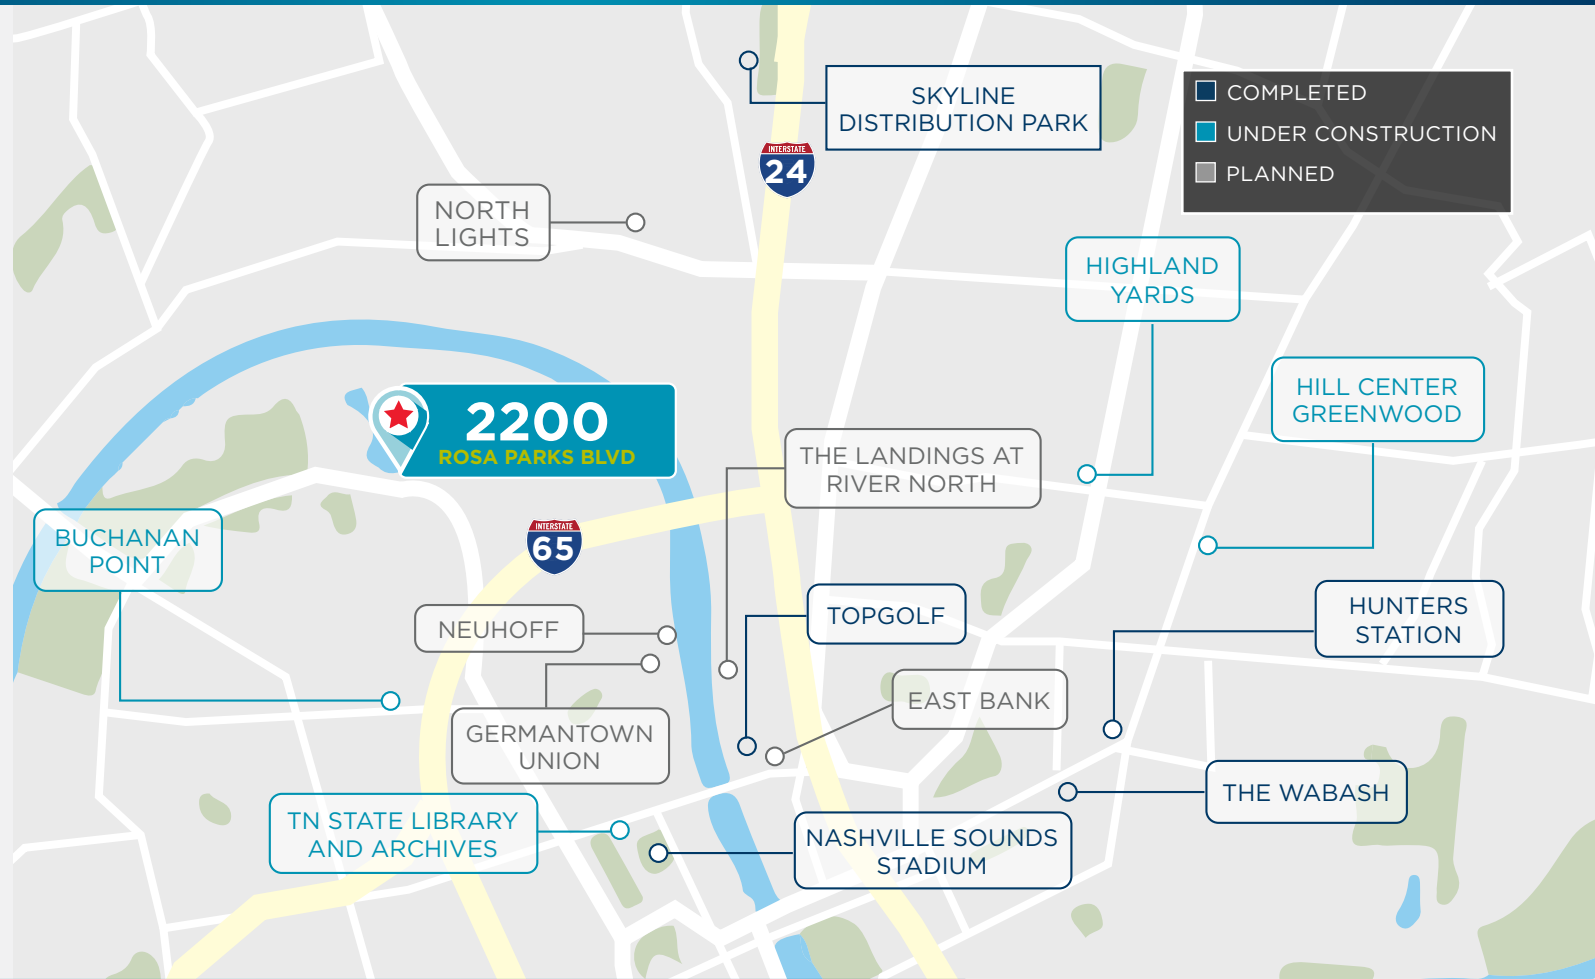 SKYLINE
DISTRIBUTION PARK
COMPLETED
UNDER CONSTRUCTION
PLANNED
INTERSTATE
24
NORTH
LIGHTS
HIGHLAND
YARDS
2200
ROSA PARKS BLVD
HILL CENTER
GREENWOOD
THE LANDINGS AT
RIVER NORTH
BUCHANAN
POINT
INTERSTATE
65
NEUHOFF
TOPGOLF
HUNTERS
STATION
EAST BANK
GERMANTOWN
UNION
THE WABASH
TN STATE LIBRARY
AND ARCHIVES
NASHVILLE SOUNDS
STADIUM